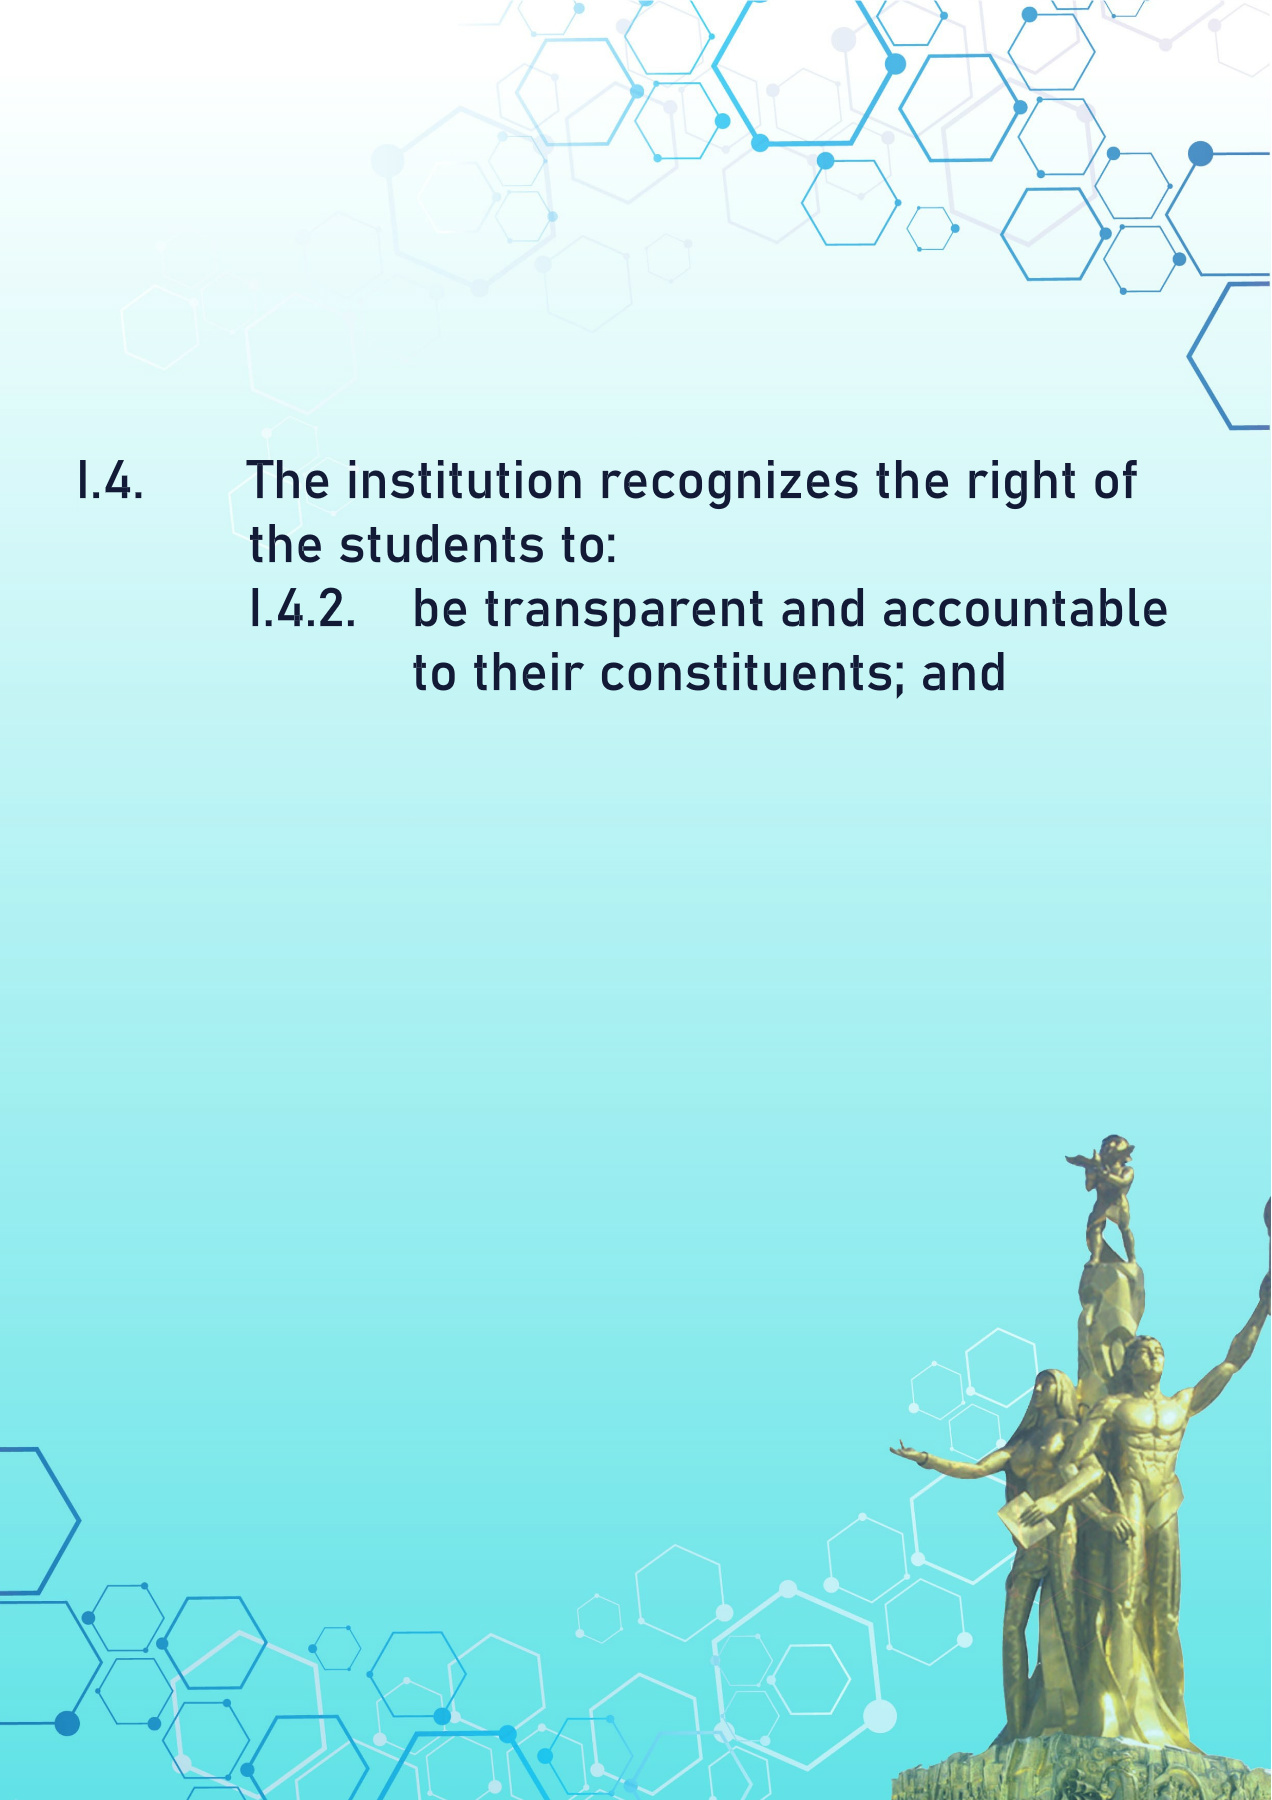 I.4. The institution recognizes the right of
the students to:
I.4.2. be transparent and accountable
to their constituents; and